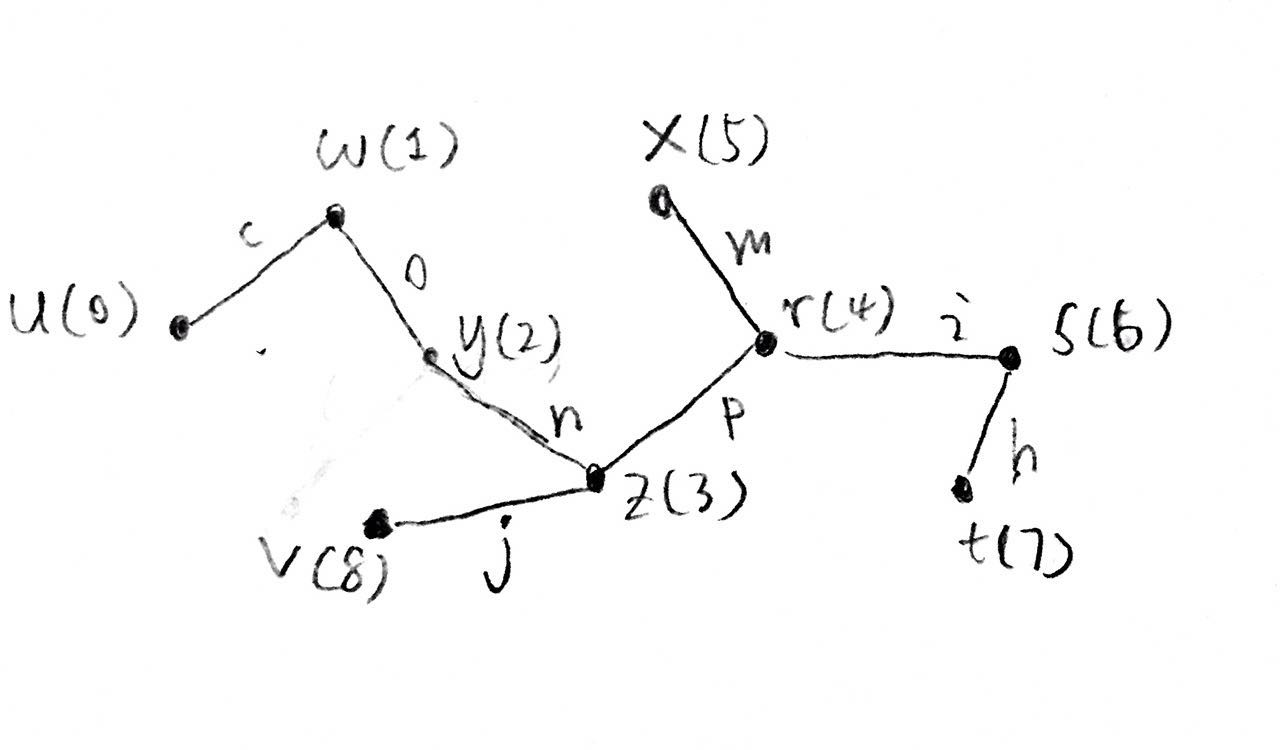 w(1)
x(5)
c
m
o
u(0)
y(2)
r(4)
i
s(6)
n
p
h
z(3)
v(8)
j
t(7)